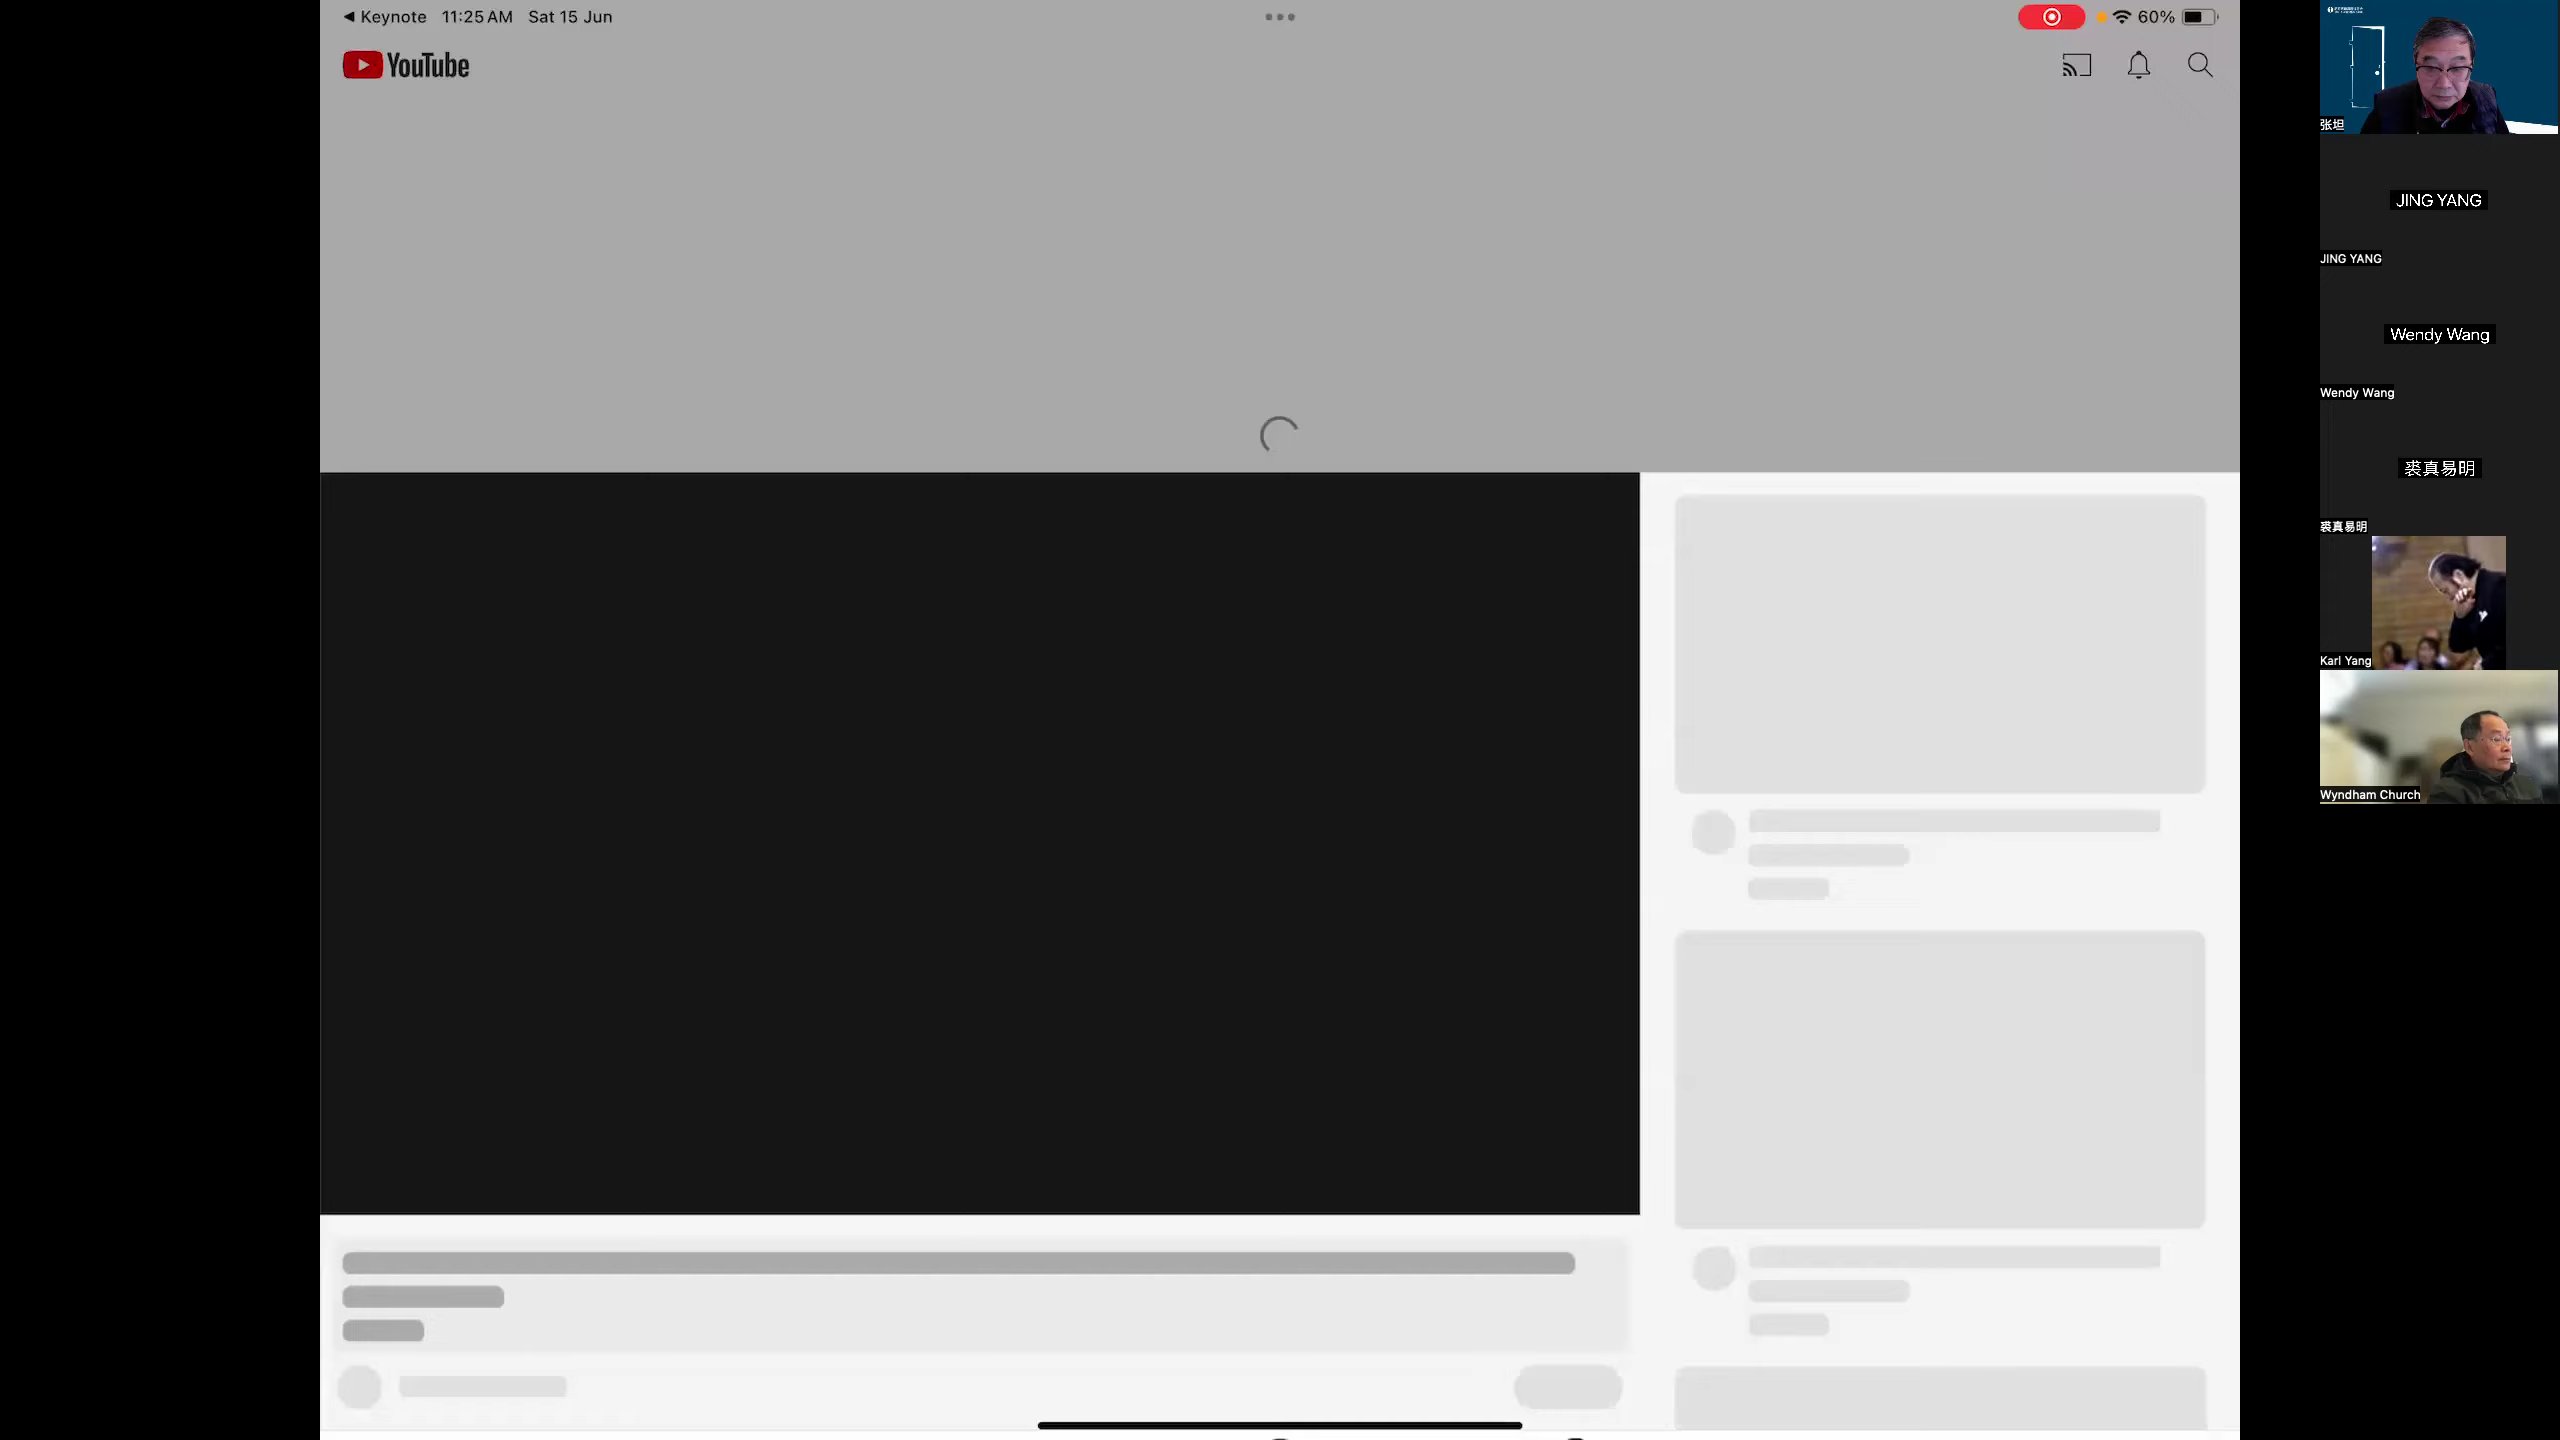 ◀ Keynote 11:25 AM Sat 15 Jun
60%
YouTube
张坦
JING YANG
JING YANG
Wendy Wang
Wendy Wang
裘真易明
裘真易明
Karl Yang
Wyndham Church